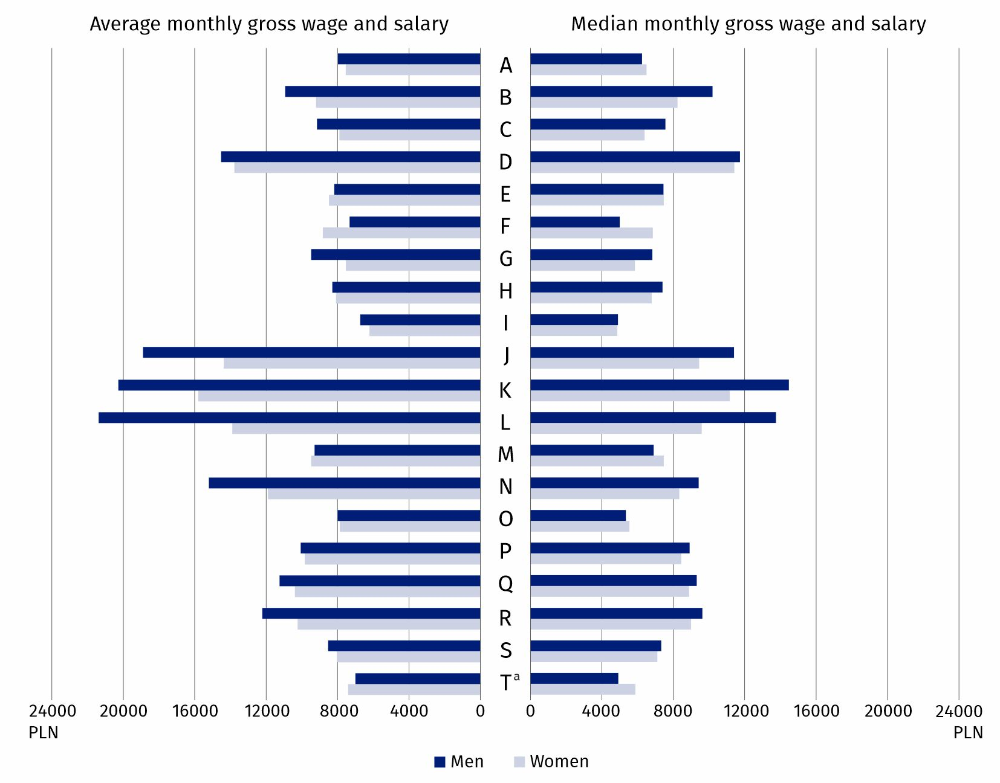 Average monthly gross wage and salary
Median monthly gross wage and salary
A
B
C
D
E
F
G
H
I
J
K
L
M
N
O
P
Q
R
S
Tᵃ
24000 20000 16000 12000 8000 4000 0
PLN
0 4000 8000 12000 16000 20000 24000
PLN
Men Women